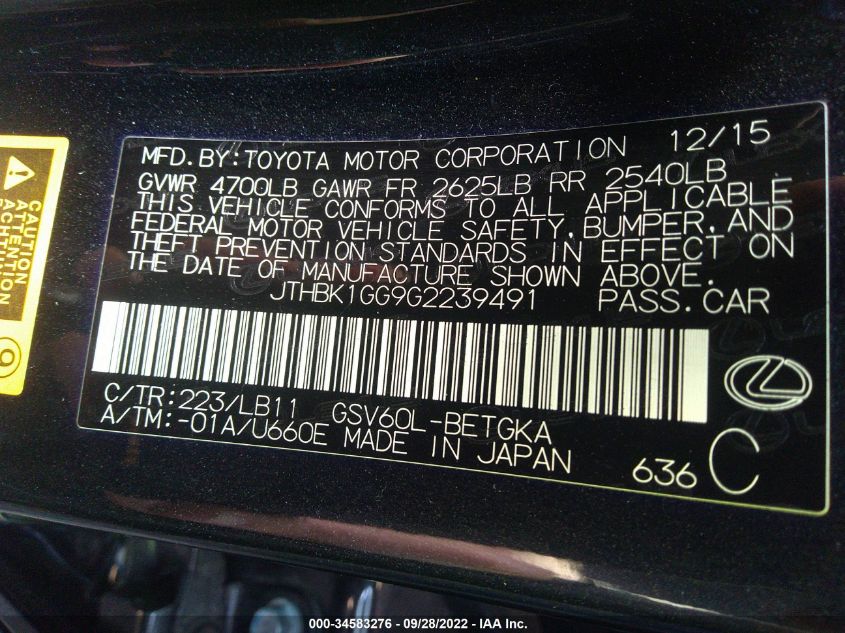 MFD.BY:TOYOTA MOTOR CORPORATION 12/15
GVWR 4700LB GAWR FR 2625LB RR 2540LB
THIS VEHICLE CONFORMS TO ALL APPLICABLE
FEDERAL MOTOR VEHICLE SAFETY,BUMPER,AND
THEFT PREVENTION STANDARDS IN EFFECT ON
THE DATE OF MANUFACTURE SHOWN ABOVE.
JTHBK1GG9G2239491 PASS.CAR
C/TR:223/LB11 GSV60L-BETGKA
A/TM:-01A/U660E MADE IN JAPAN
636 C
CAUTION
ATTENTION
ACHTUNG
000-34583276 - 09/28/2022 - IAA Inc.